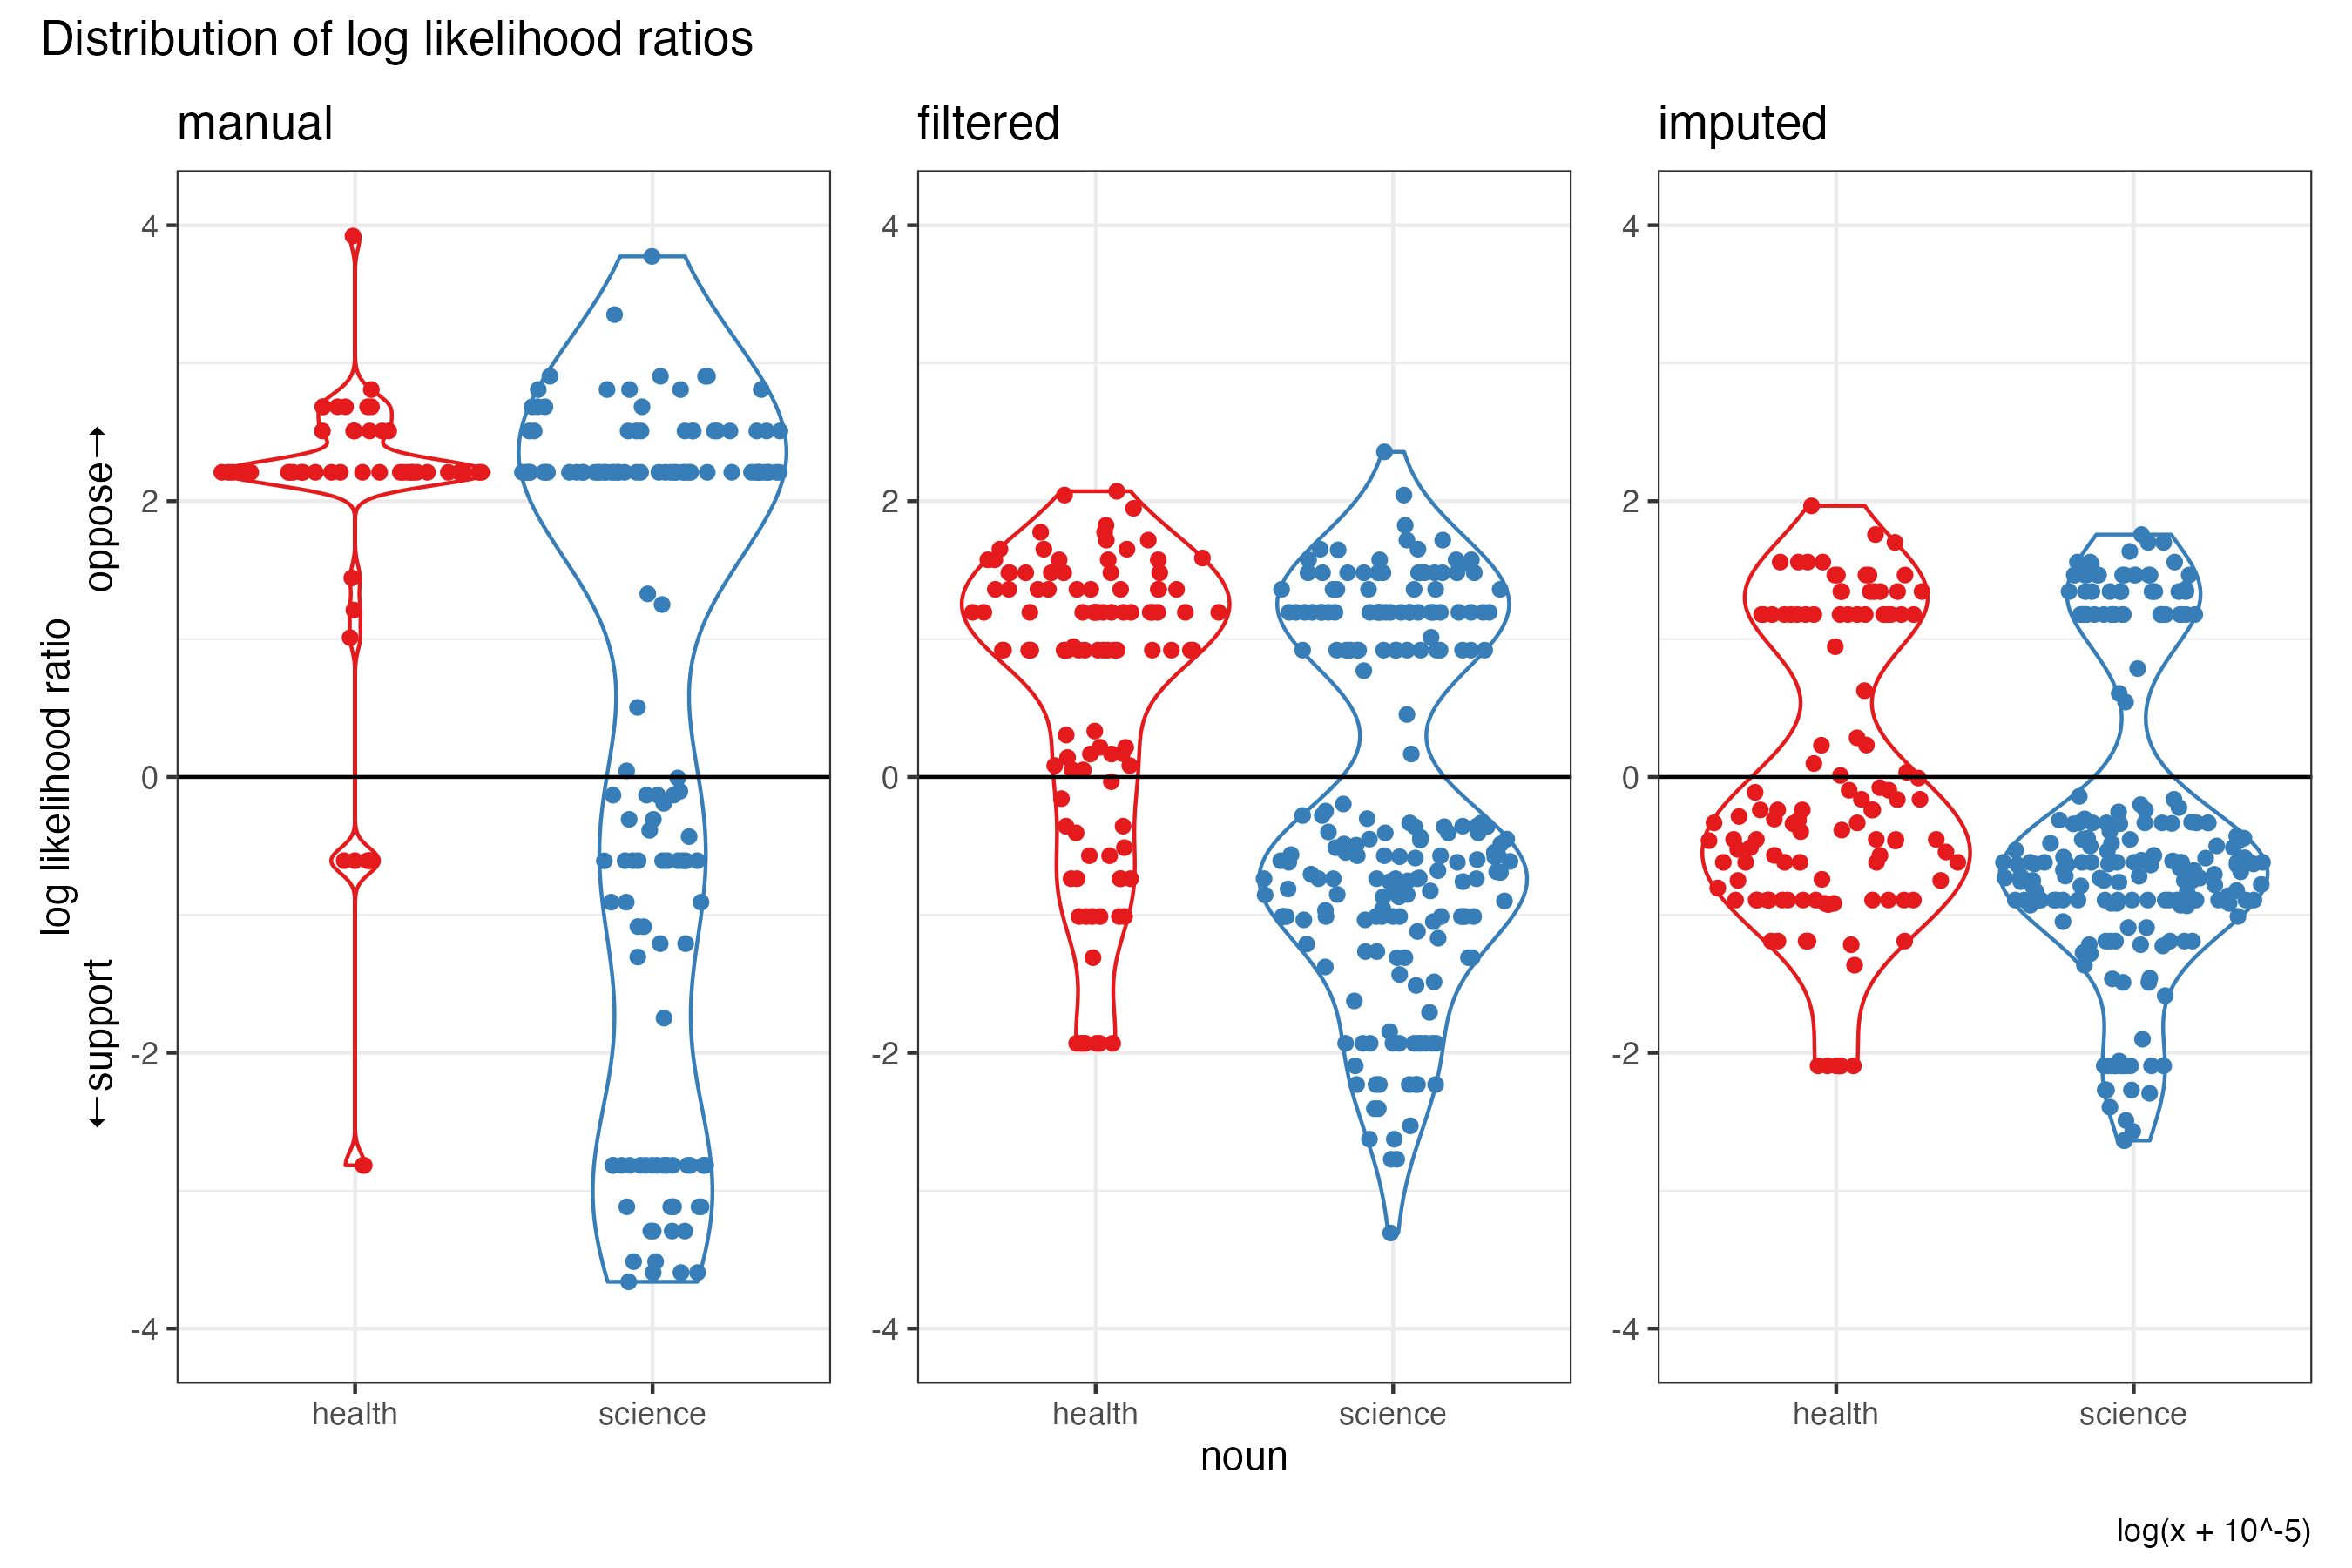 Distribution of log likelihood ratios
manual
filtered
imputed
log likelihood ratio
←support
oppose→
4
2
0
-2
-4
4
2
0
-2
-4
4
2
0
-2
-4
health
science
health
science
health
science
noun
log(x + 10^-5)